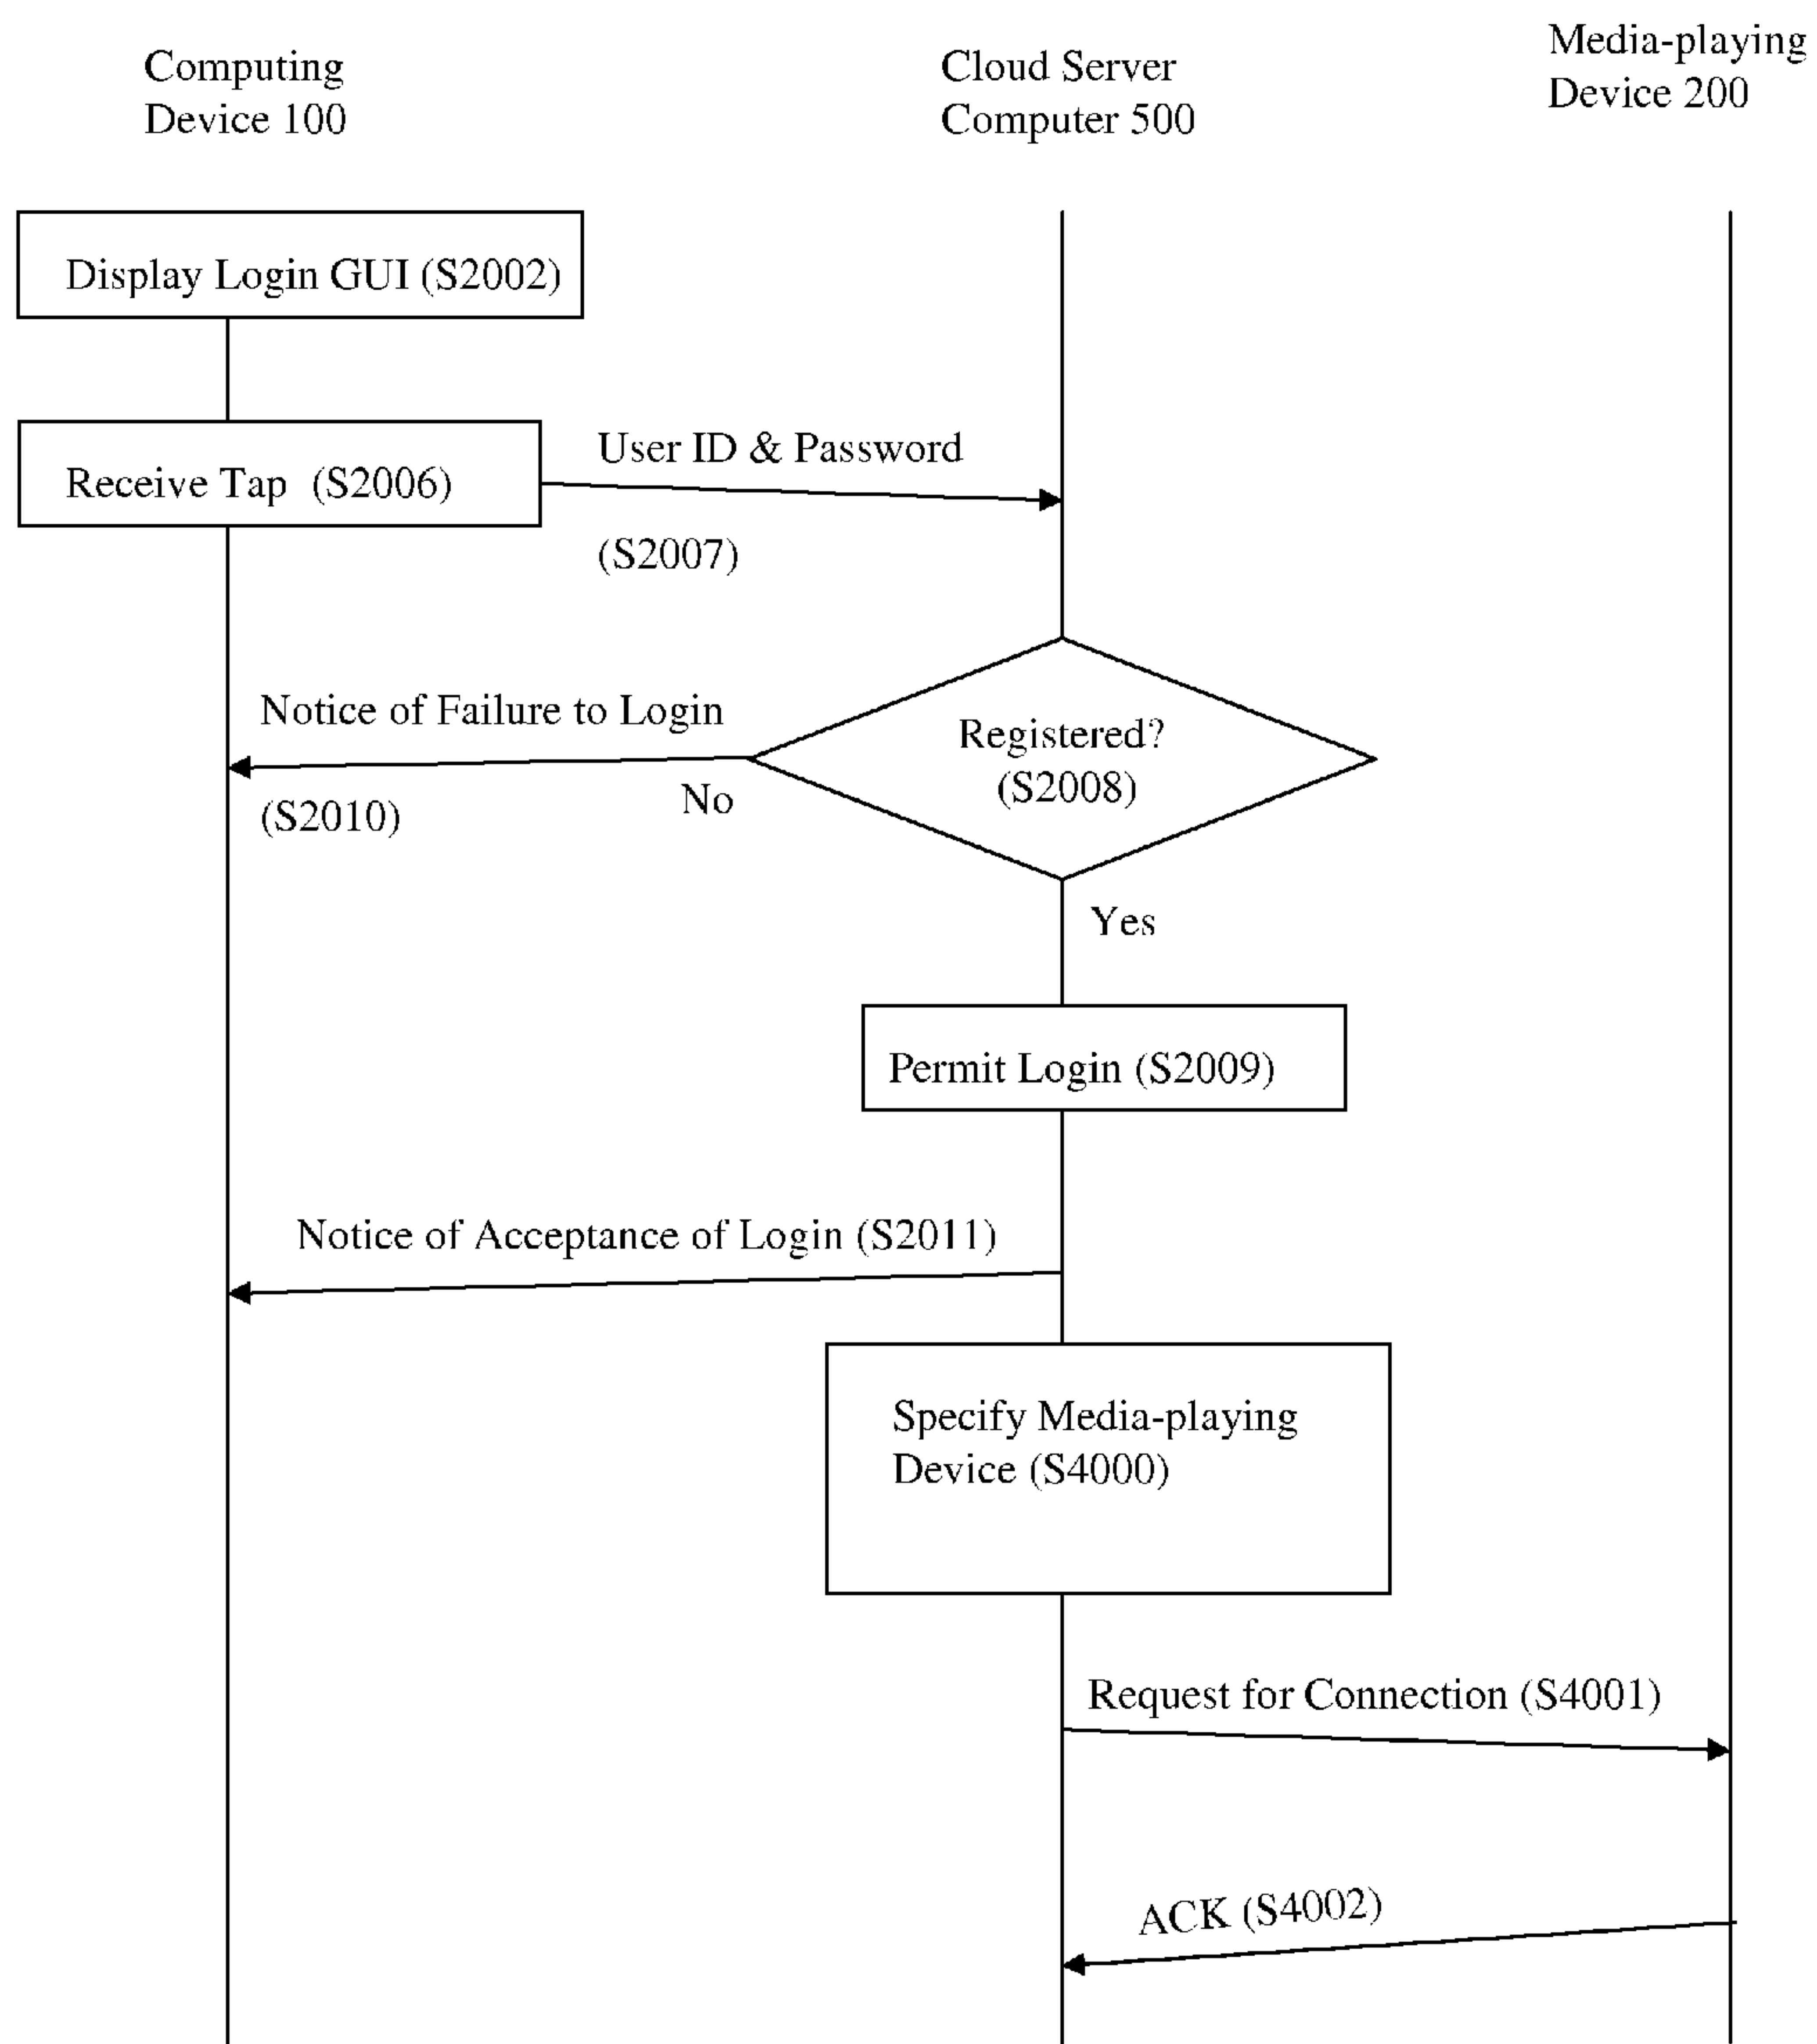 Computing
Device 100
Cloud Server
Computer 500
Media-playing
Device 200
Display Login GUI (S2002)
User ID & Password
Receive Tap (S2006)
(S2007)
Notice of Failure to Login
Registered?
(S2008)
No
(S2010)
Yes
Permit Login (S2009)
Notice of Acceptance of Login (S2011)
Specify Media-playing
Device (S4000)
Request for Connection (S4001)
ACK (S4002)